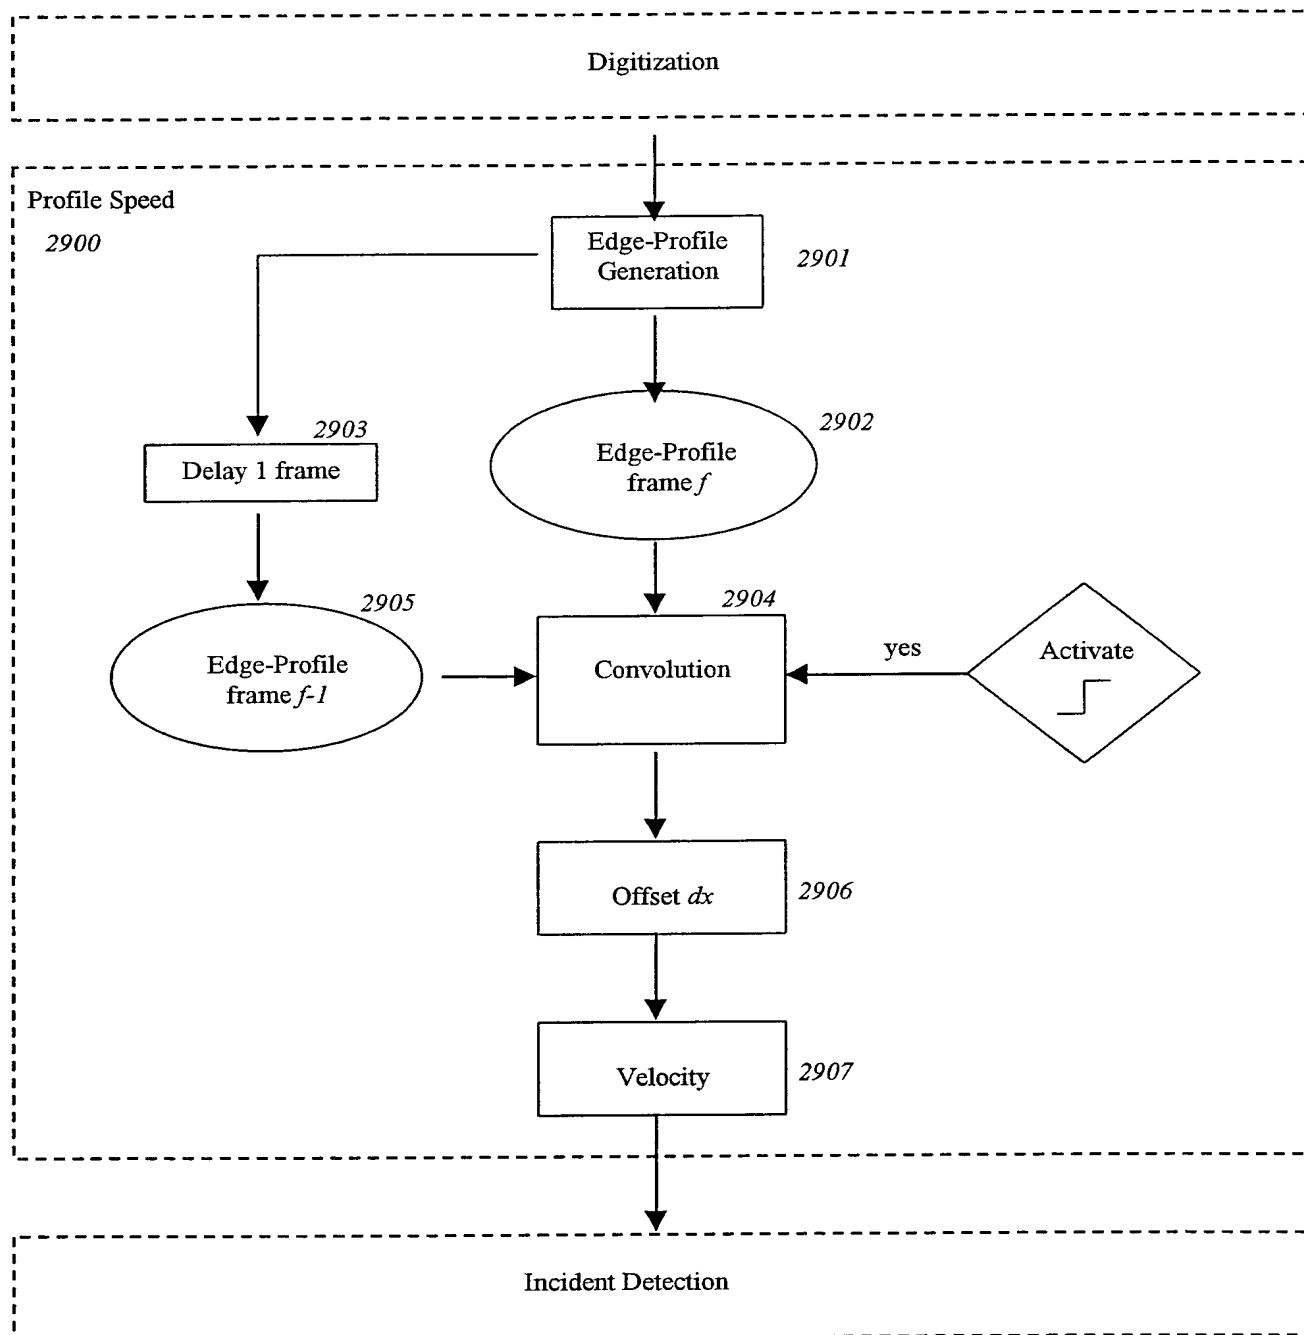 Digitization
Profile Speed
2900
Edge-Profile
Generation
2901
2903
Delay 1 frame
2902
Edge-Profile
frame f
2905
Edge-Profile
frame f-1
2904
Convolution
yes
Activate
Offset dx
2906
Velocity
2907
Incident Detection